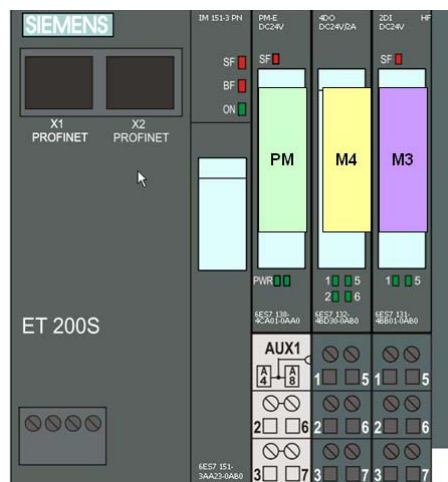 SIEMENS
X1
PROFINET
X2
PROFINET
ET 200S
IM 151-3 PN
SF
BF
ON
6ES7 151-
3AA23-0AB0
PM-E
DC24V
SF
PM
PWR
6ES7 138-
4CA01-0AA0
AUX1
A
4
A
8
2
6
3
7
4DO
DC24V/2A
M4
1
5
2
6
6ES7 132-
4BD30-0AB0
1
5
2
6
3
7
2DI
HF
DC24V
SF
M3
1
5
6ES7 131-
4BB01-0AB0
1
5
2
6
3
7